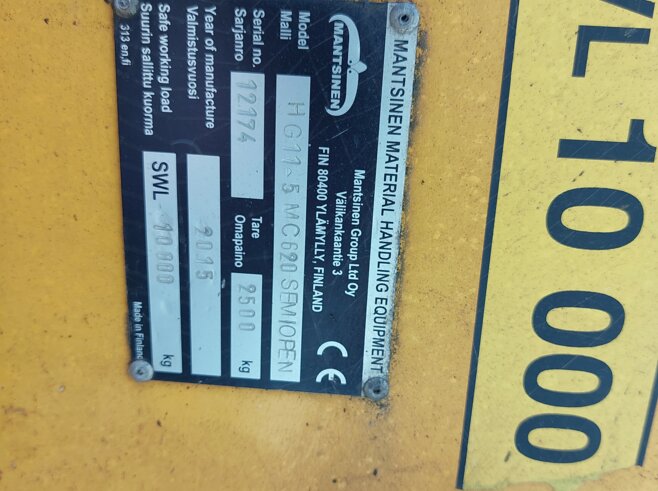 MANTSINEN MATERIAL HANDLING EQUIPMENT
MANTSINEN
Mantsinen Group Ltd Oy
Välikankaantie 3
FIN 80400 YLÄMYLLY, FINLAND
CE
Model
Malli
HG11-5 MC620 SEMIOPEN
Serial no.
Sarjanro
12174
Tare
Omapaino
2500
kg
Year of manufacture
Valmistusvuosi
2015
Safe working load
Suurin sallittu kuorma
SWL 10 000 kg
313 en,fi
Made in Finland
10 000